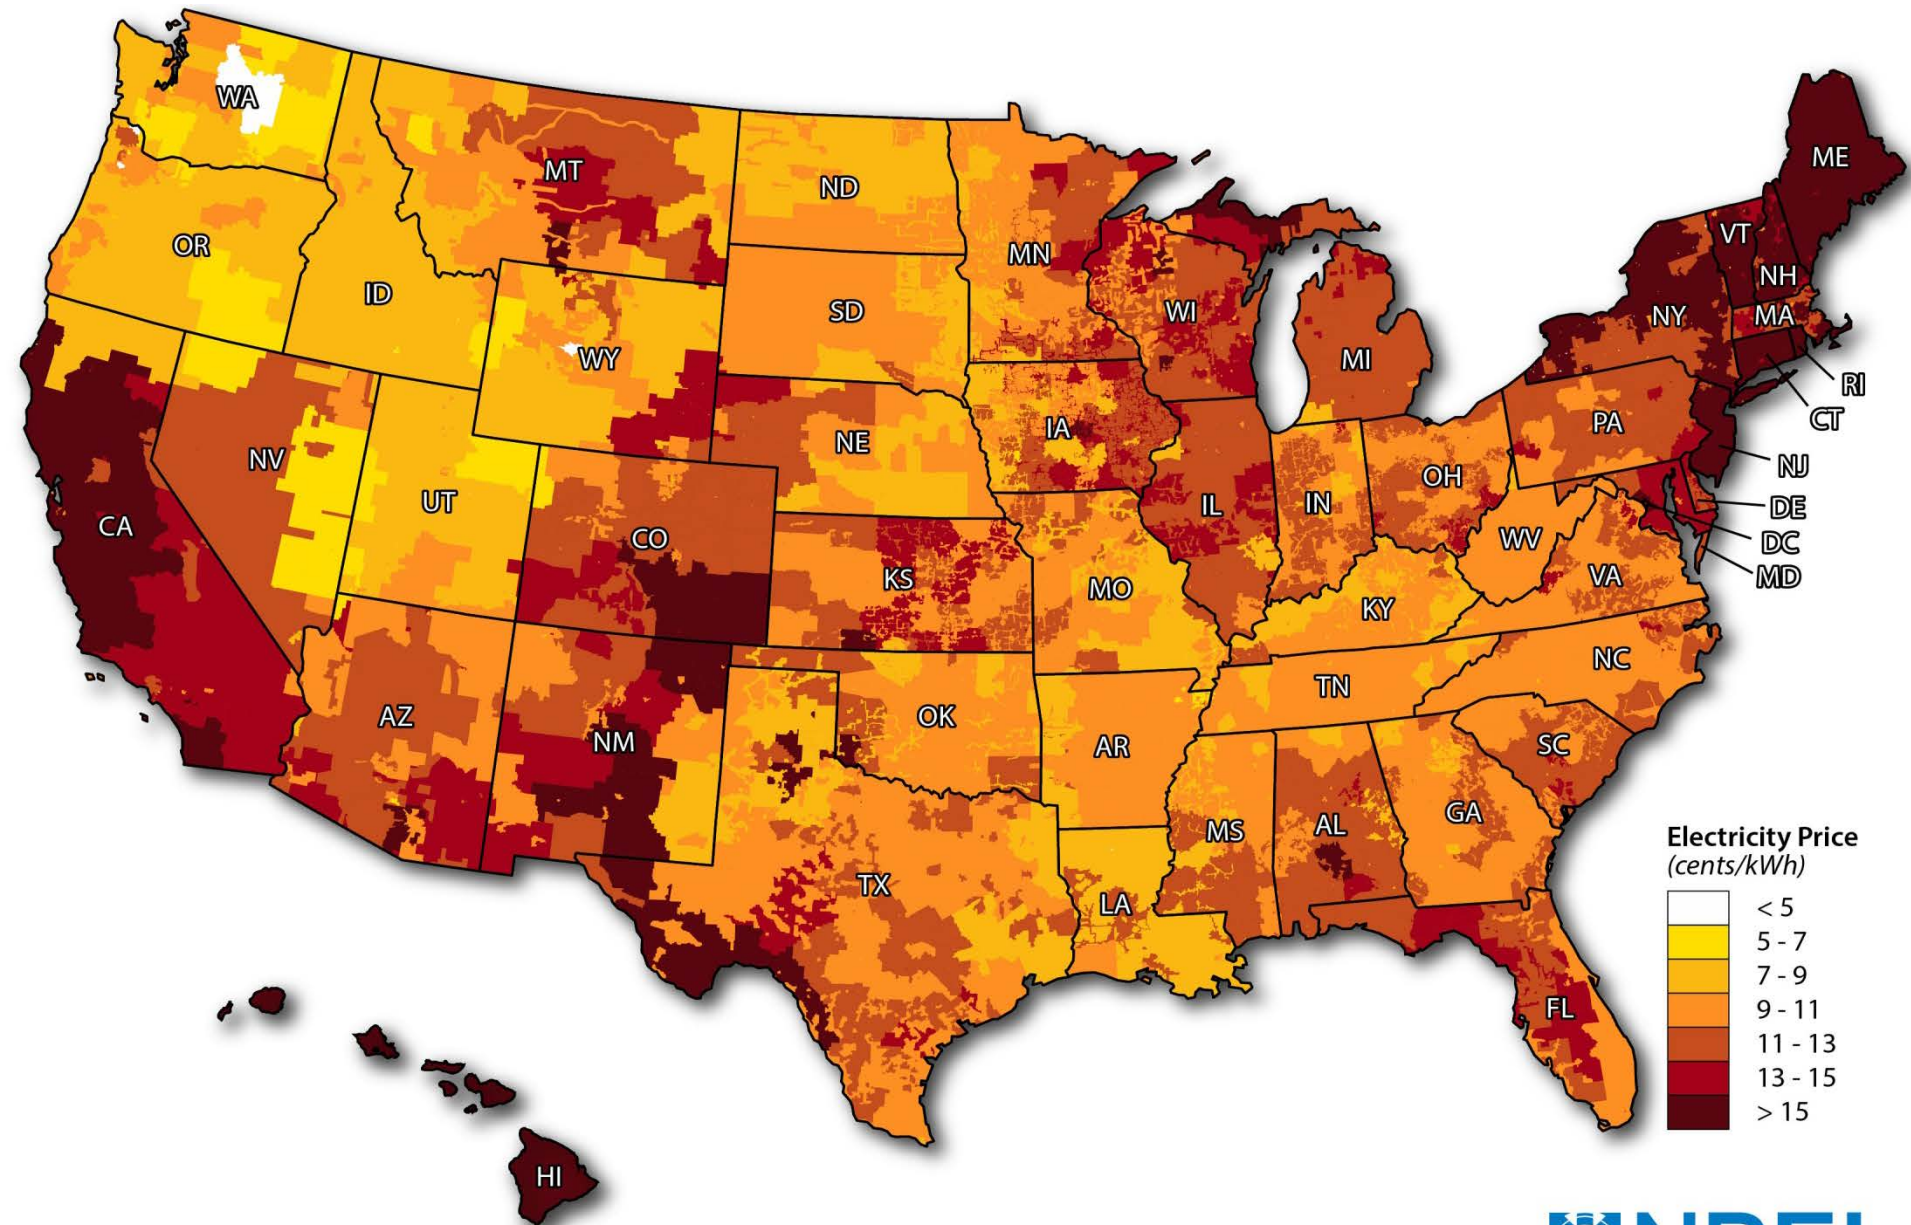 WA
MT
ND
MN
ME
VT
NH
OR
ID
SD
WI
NY
MA
WY
MI
RI
CT
IA
NE
PA
NV
NJ
UT
OH
IL
IN
DE
CA
CO
WV
DC
KS
MO
VA
MD
KY
NC
TN
AZ
OK
NM
AR
SC
GA
MS
AL
TX
LA
FL
HI
Electricity Price
(cents/kWh)
< 5
5 - 7
7 - 9
9 - 11
11 - 13
13 - 15
> 15